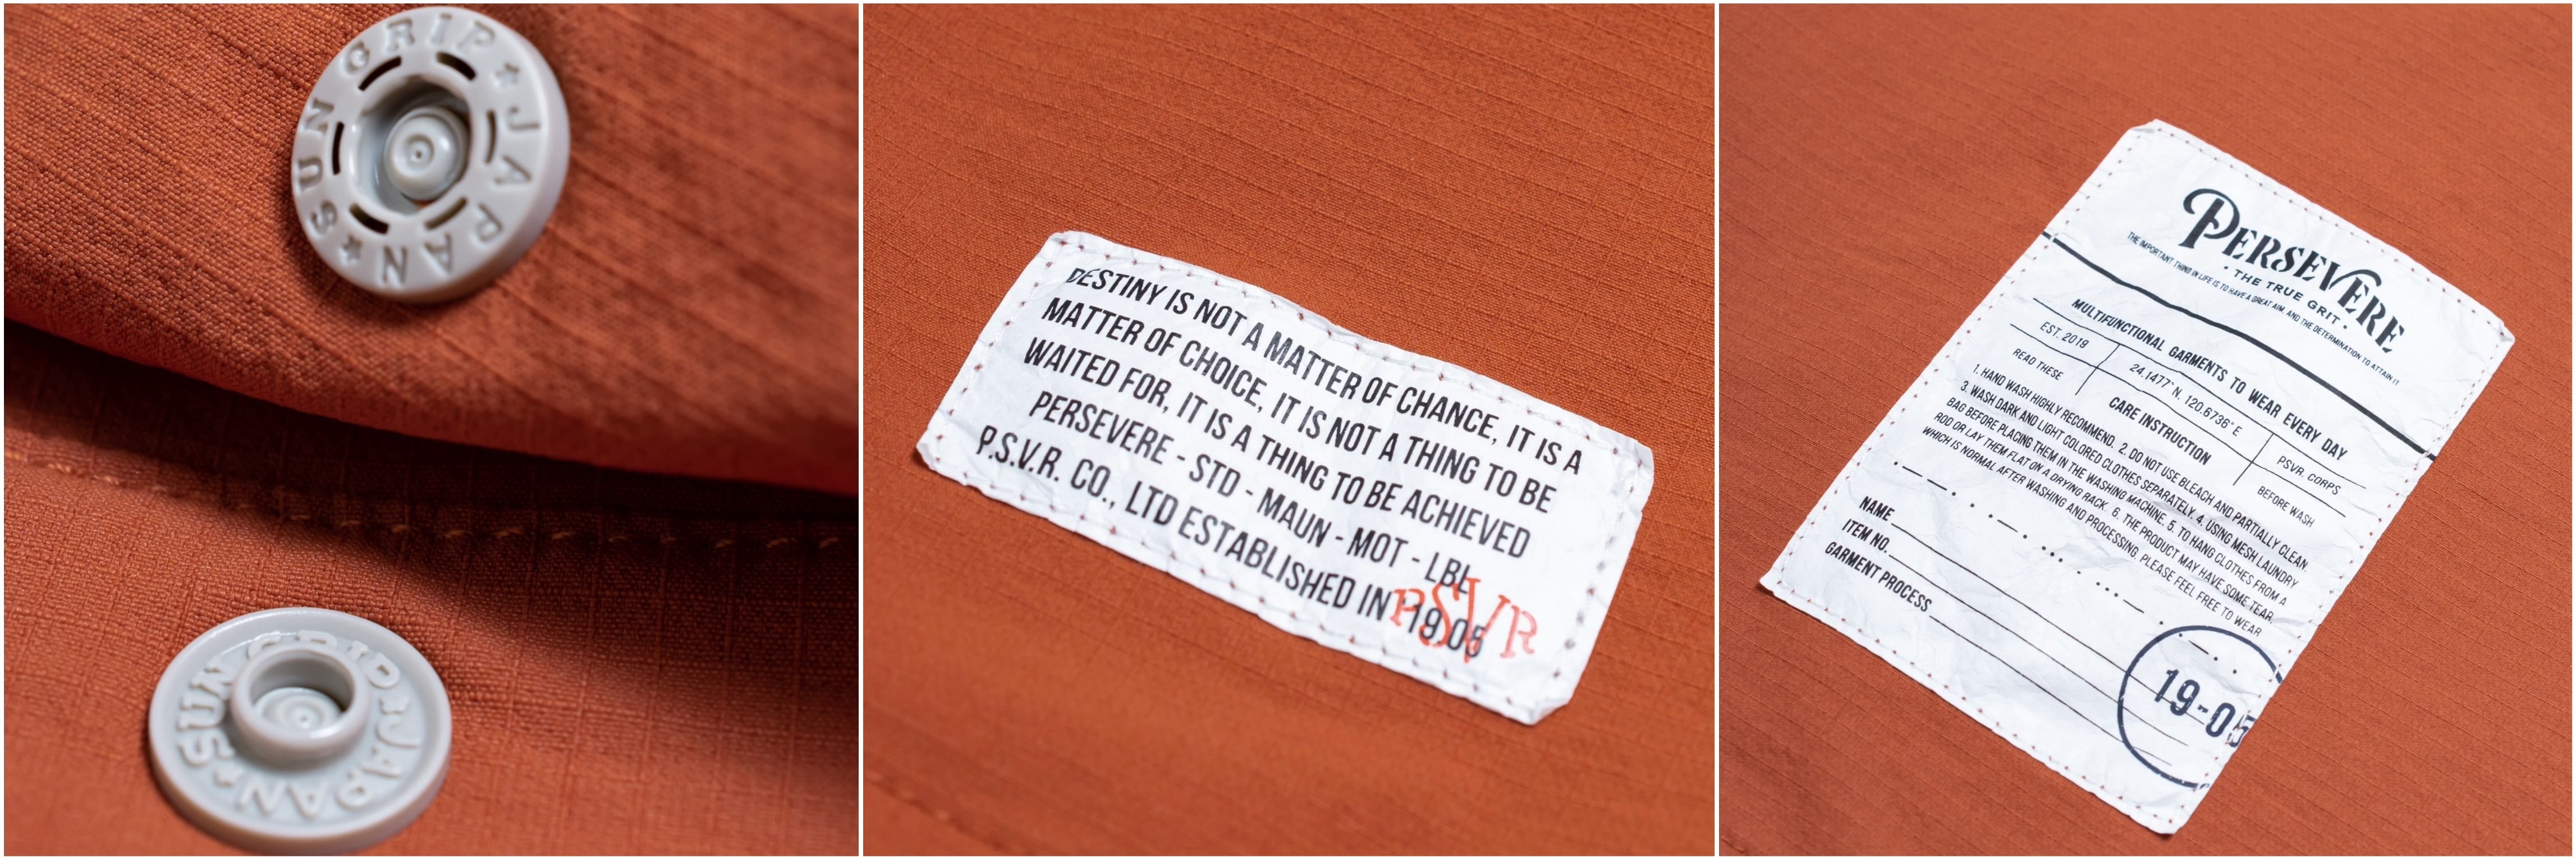 SUN GRIP ★ JAPAN ★
SUN GRIP JAPAN ★
DESTINY IS NOT A MATTER OF CHANCE, IT IS A
MATTER OF CHOICE, IT IS NOT A THING TO BE
WAITED FOR, IT IS A THING TO BE ACHIEVED
PERSEVERE - STD - MAUN - MOT - LBL
P.S.V.R. CO., LTD ESTABLISHED IN 19.05
PSVR
PERSEVERE
• THE TRUE GRIT •
THE IMPORTANT THING IN LIFE IS TO HAVE A GREAT AIM, AND THE DETERMINATION TO ATTAIN IT
MULTIFUNCTIONAL GARMENTS TO WEAR EVERY DAY
EST. 2019 24.1477° N, 120.6736° E PSVR. CORPS
READ THESE CARE INSTRUCTION BEFORE WASH
1. HAND WASH HIGHLY RECOMMEND. 2. DO NOT USE BLEACH AND PARTIALLY CLEAN.
3. WASH DARK AND LIGHT COLORED CLOTHES SEPARATELY. 4. USING MESH LAUNDRY
BAG BEFORE PLACING THEM IN THE WASHING MACHINE. 5. TO HANG CLOTHES FROM A
ROD OR LAY THEM FLAT ON A DRYING RACK. 6. THE PRODUCT MAY HAVE SOME TEAR,
WHICH IS NORMAL AFTER WASHING AND PROCESSING. PLEASE FEEL FREE TO WEAR.
NAME
ITEM NO.
GARMENT PROCESS
19-05